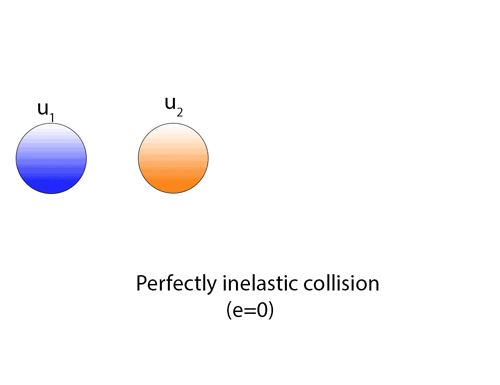 u₁ u₂
Perfectly inelastic collision
(e=0)